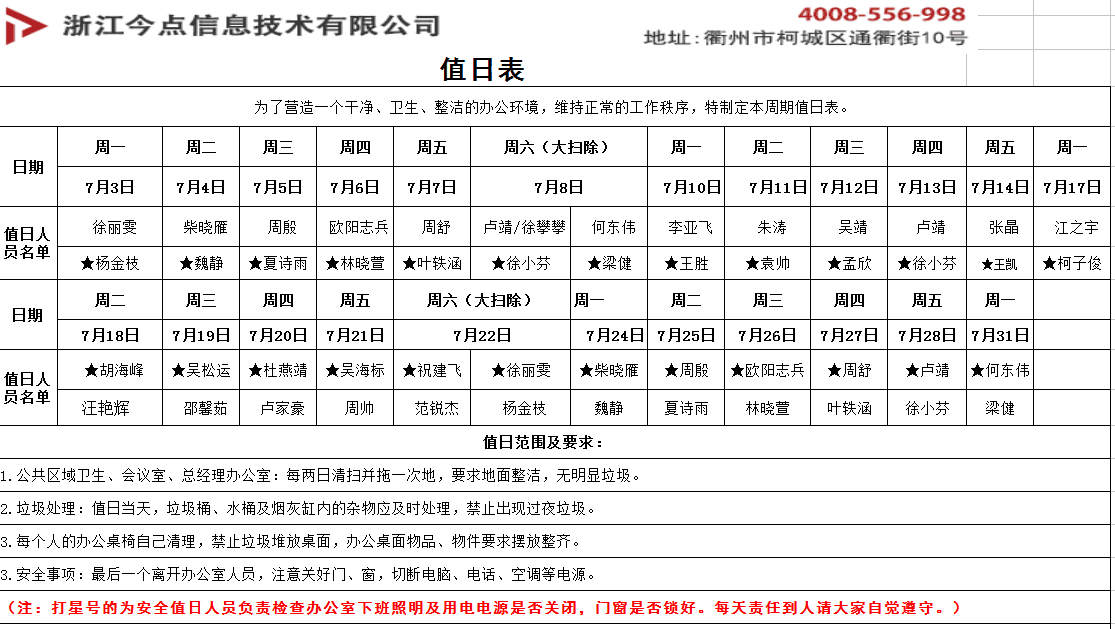 浙江今点信息技术有限公司
4008-556-998
地址:衢州市柯城区通衢街10号
值日表
为了营造一个干净、卫生、整洁的办公环境，维持正常的工作秩序，特制定本周期值日表。
日期 周一 周二 周三 周四 周五 周六（大扫除） 周一 周二 周三 周四 周五 周一
7月3日 7月4日 7月5日 7月6日 7月7日 7月8日 7月10日 7月11日 7月12日 7月13日 7月14日 7月17日
值日人员名单 徐丽雯 柴晓雁 周殷 欧阳志兵 周舒 卢靖/徐攀攀 何东伟 李亚飞 朱涛 吴靖 卢靖 张晶 江之宇
★杨金枝 ★魏静 ★夏诗雨 ★林晓萱 ★叶轶涵 ★徐小芬 ★梁健 ★王胜 ★袁帅 ★孟欣 ★徐小芬 ★王凯 ★柯子俊
日期 周二 周三 周四 周五 周六（大扫除） 周一 周二 周三 周四 周五 周一
7月18日 7月19日 7月20日 7月21日 7月22日 7月24日 7月25日 7月26日 7月27日 7月28日 7月31日
值日人员名单 ★胡海峰 ★吴松运 ★杜燕靖 ★吴海标 ★祝建飞 ★徐丽雯 ★柴晓雁 ★周殷 ★欧阳志兵 ★周舒 ★卢靖 ★何东伟
汪艳辉 邵馨茹 卢家豪 周帅 范锐杰 杨金枝 魏静 夏诗雨 林晓萱 叶轶涵 徐小芬 梁健
值日范围及要求：
1.公共区域卫生、会议室、总经理办公室：每两日清扫并拖一次地，要求地面整洁，无明显垃圾。
2.垃圾处理：值日当天，垃圾桶、水桶及烟灰缸内的杂物应及时处理，禁止出现过夜垃圾。
3.每个人的办公桌椅自己清理，禁止垃圾堆放桌面，办公桌面物品、物件要求摆放整齐。
3.安全事项：最后一个离开办公室人员，注意关好门、窗，切断电脑、电话、空调等电源。
（注：打星号的为安全值日人员负责检查办公室下班照明及用电电源是否关闭，门窗是否锁好。每天责任到人请大家自觉遵守。）